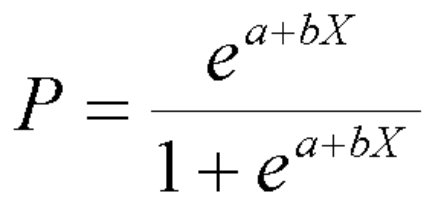 P = e^{a+bX} / 1 + e^{a+bX}